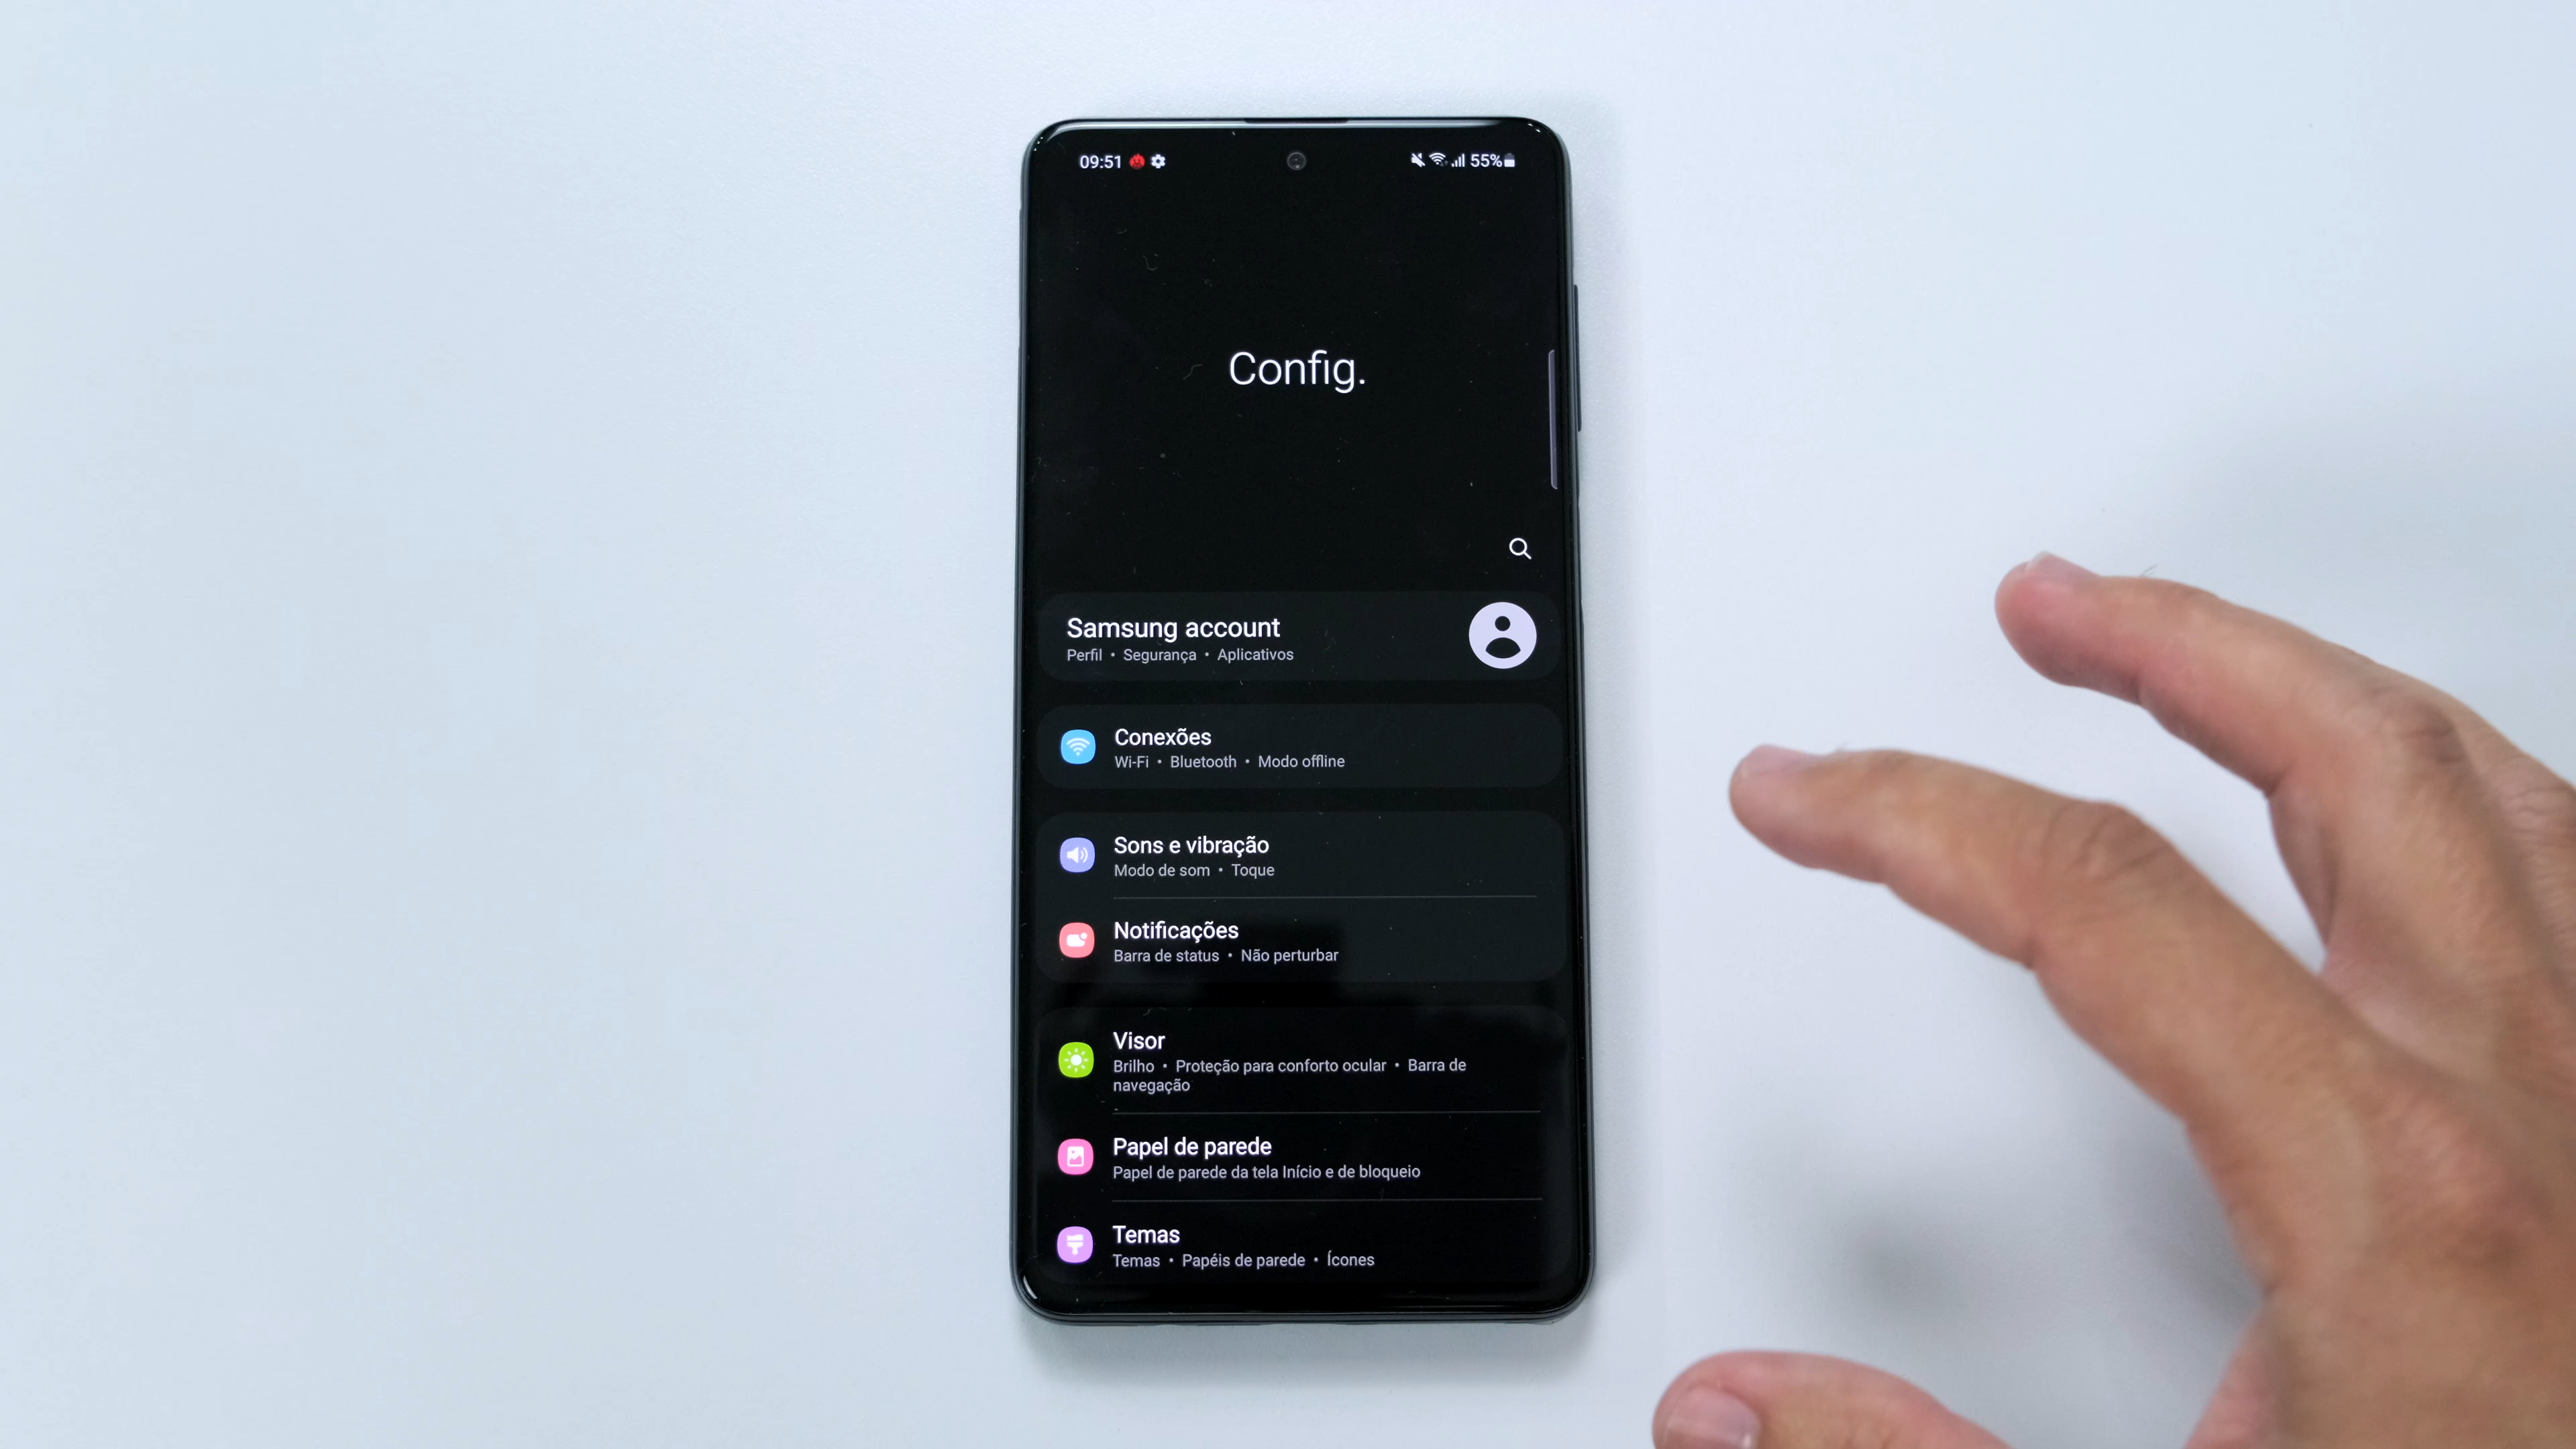 09:51
55%
Config.
Samsung account
Perfil • Segurança • Aplicativos
Conexões
Wi-Fi • Bluetooth • Modo offline
Sons e vibração
Modo de som • Toque
Notificações
Barra de status • Não perturbar
Visor
Brilho • Proteção para conforto ocular • Barra de
navegação
Papel de parede
Papel de parede da tela Início e de bloqueio
Temas
Temas • Papéis de parede • Ícones